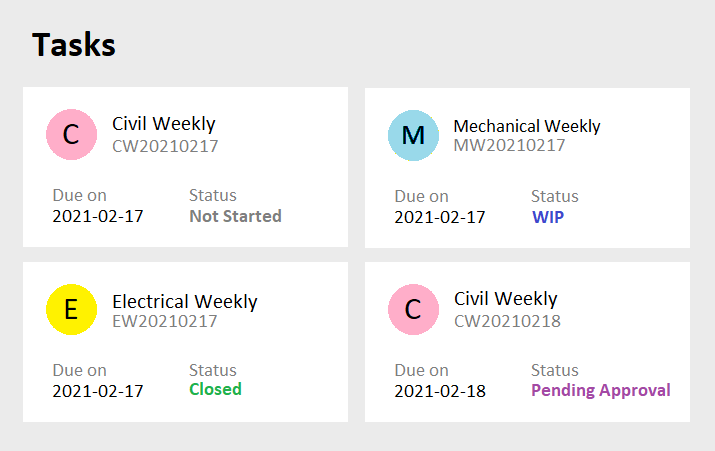 Tasks
C
Civil Weekly
CW20210217
Due on
2021-02-17
Status
Not Started
M
Mechanical Weekly
MW20210217
Due on
2021-02-17
Status
WIP
E
Electrical Weekly
EW20210217
Due on
2021-02-17
Status
Closed
C
Civil Weekly
CW20210218
Due on
2021-02-18
Status
Pending Approval